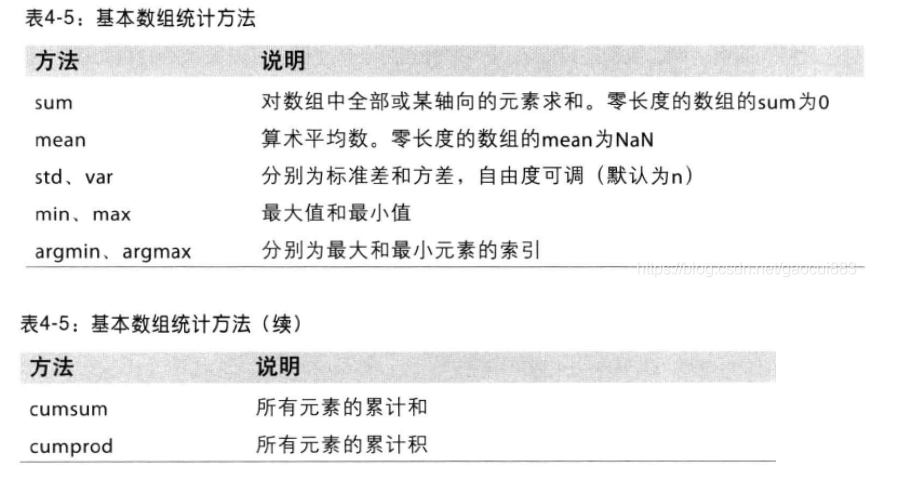 表4-5：基本数组统计方法
方法 说明
sum 对数组中全部或某轴向的元素求和。零长度的数组的sum为0
mean 算术平均数。零长度的数组的mean为NaN
std、var 分别为标准差和方差，自由度可调（默认为n）
min、max 最大值和最小值
argmin、argmax 分别为最大和最小元素的索引
表4-5：基本数组统计方法（续）
方法 说明
cumsum 所有元素的累计和
cumprod 所有元素的累计积